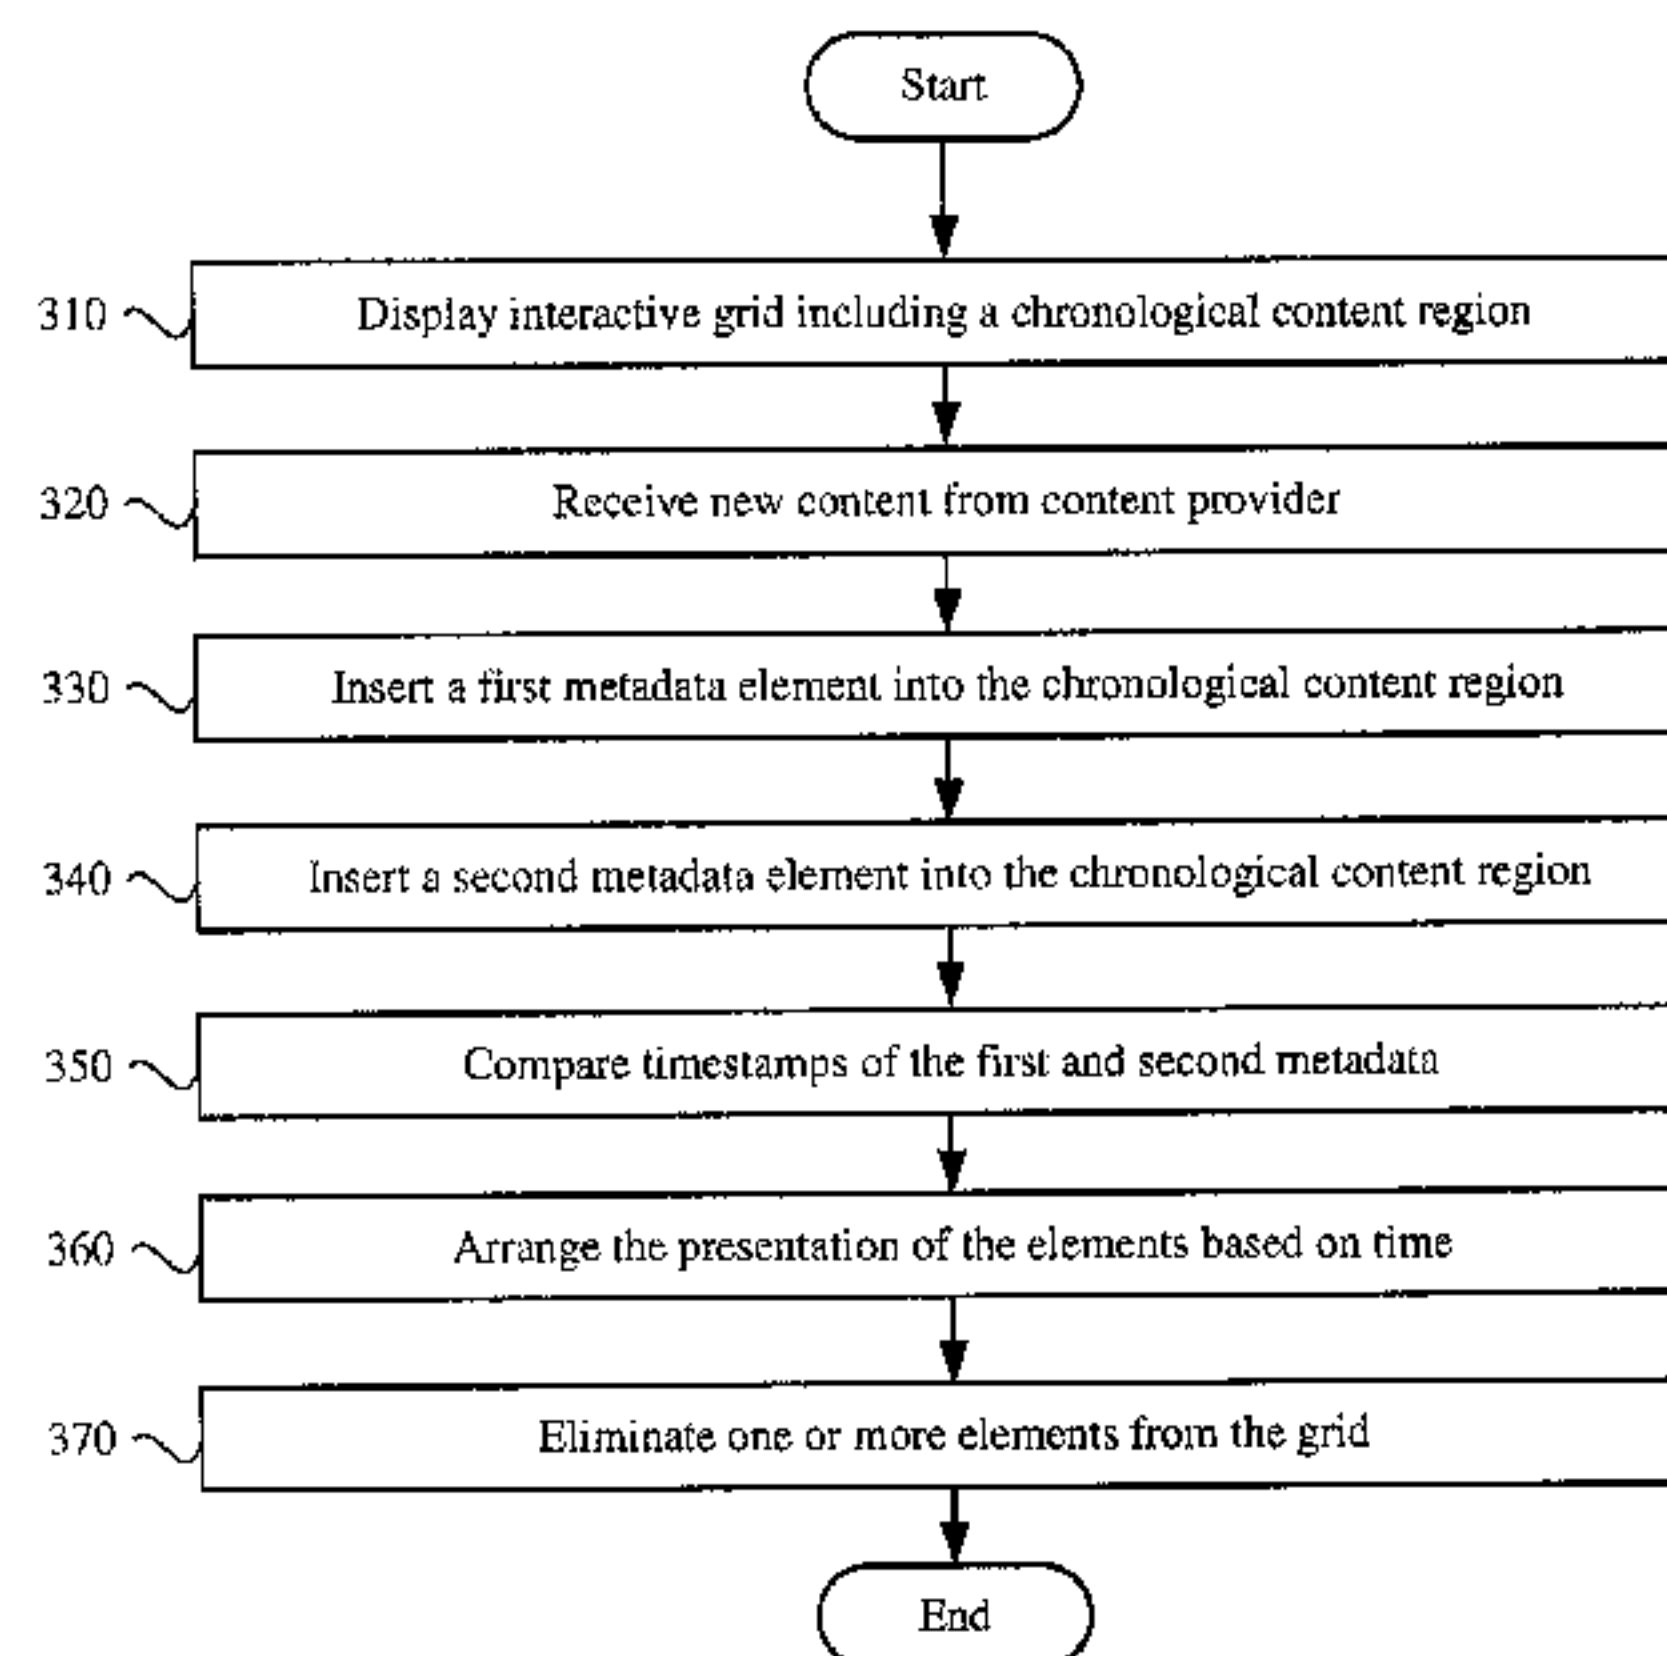 Start
310 Display interactive grid including a chronological content region
320 Receive new content from content provider
330 Insert a first metadata element into the chronological content region
340 Insert a second metadata element into the chronological content region
350 Compare timestamps of the first and second metadata
360 Arrange the presentation of the elements based on time
370 Eliminate one or more elements from the grid
End